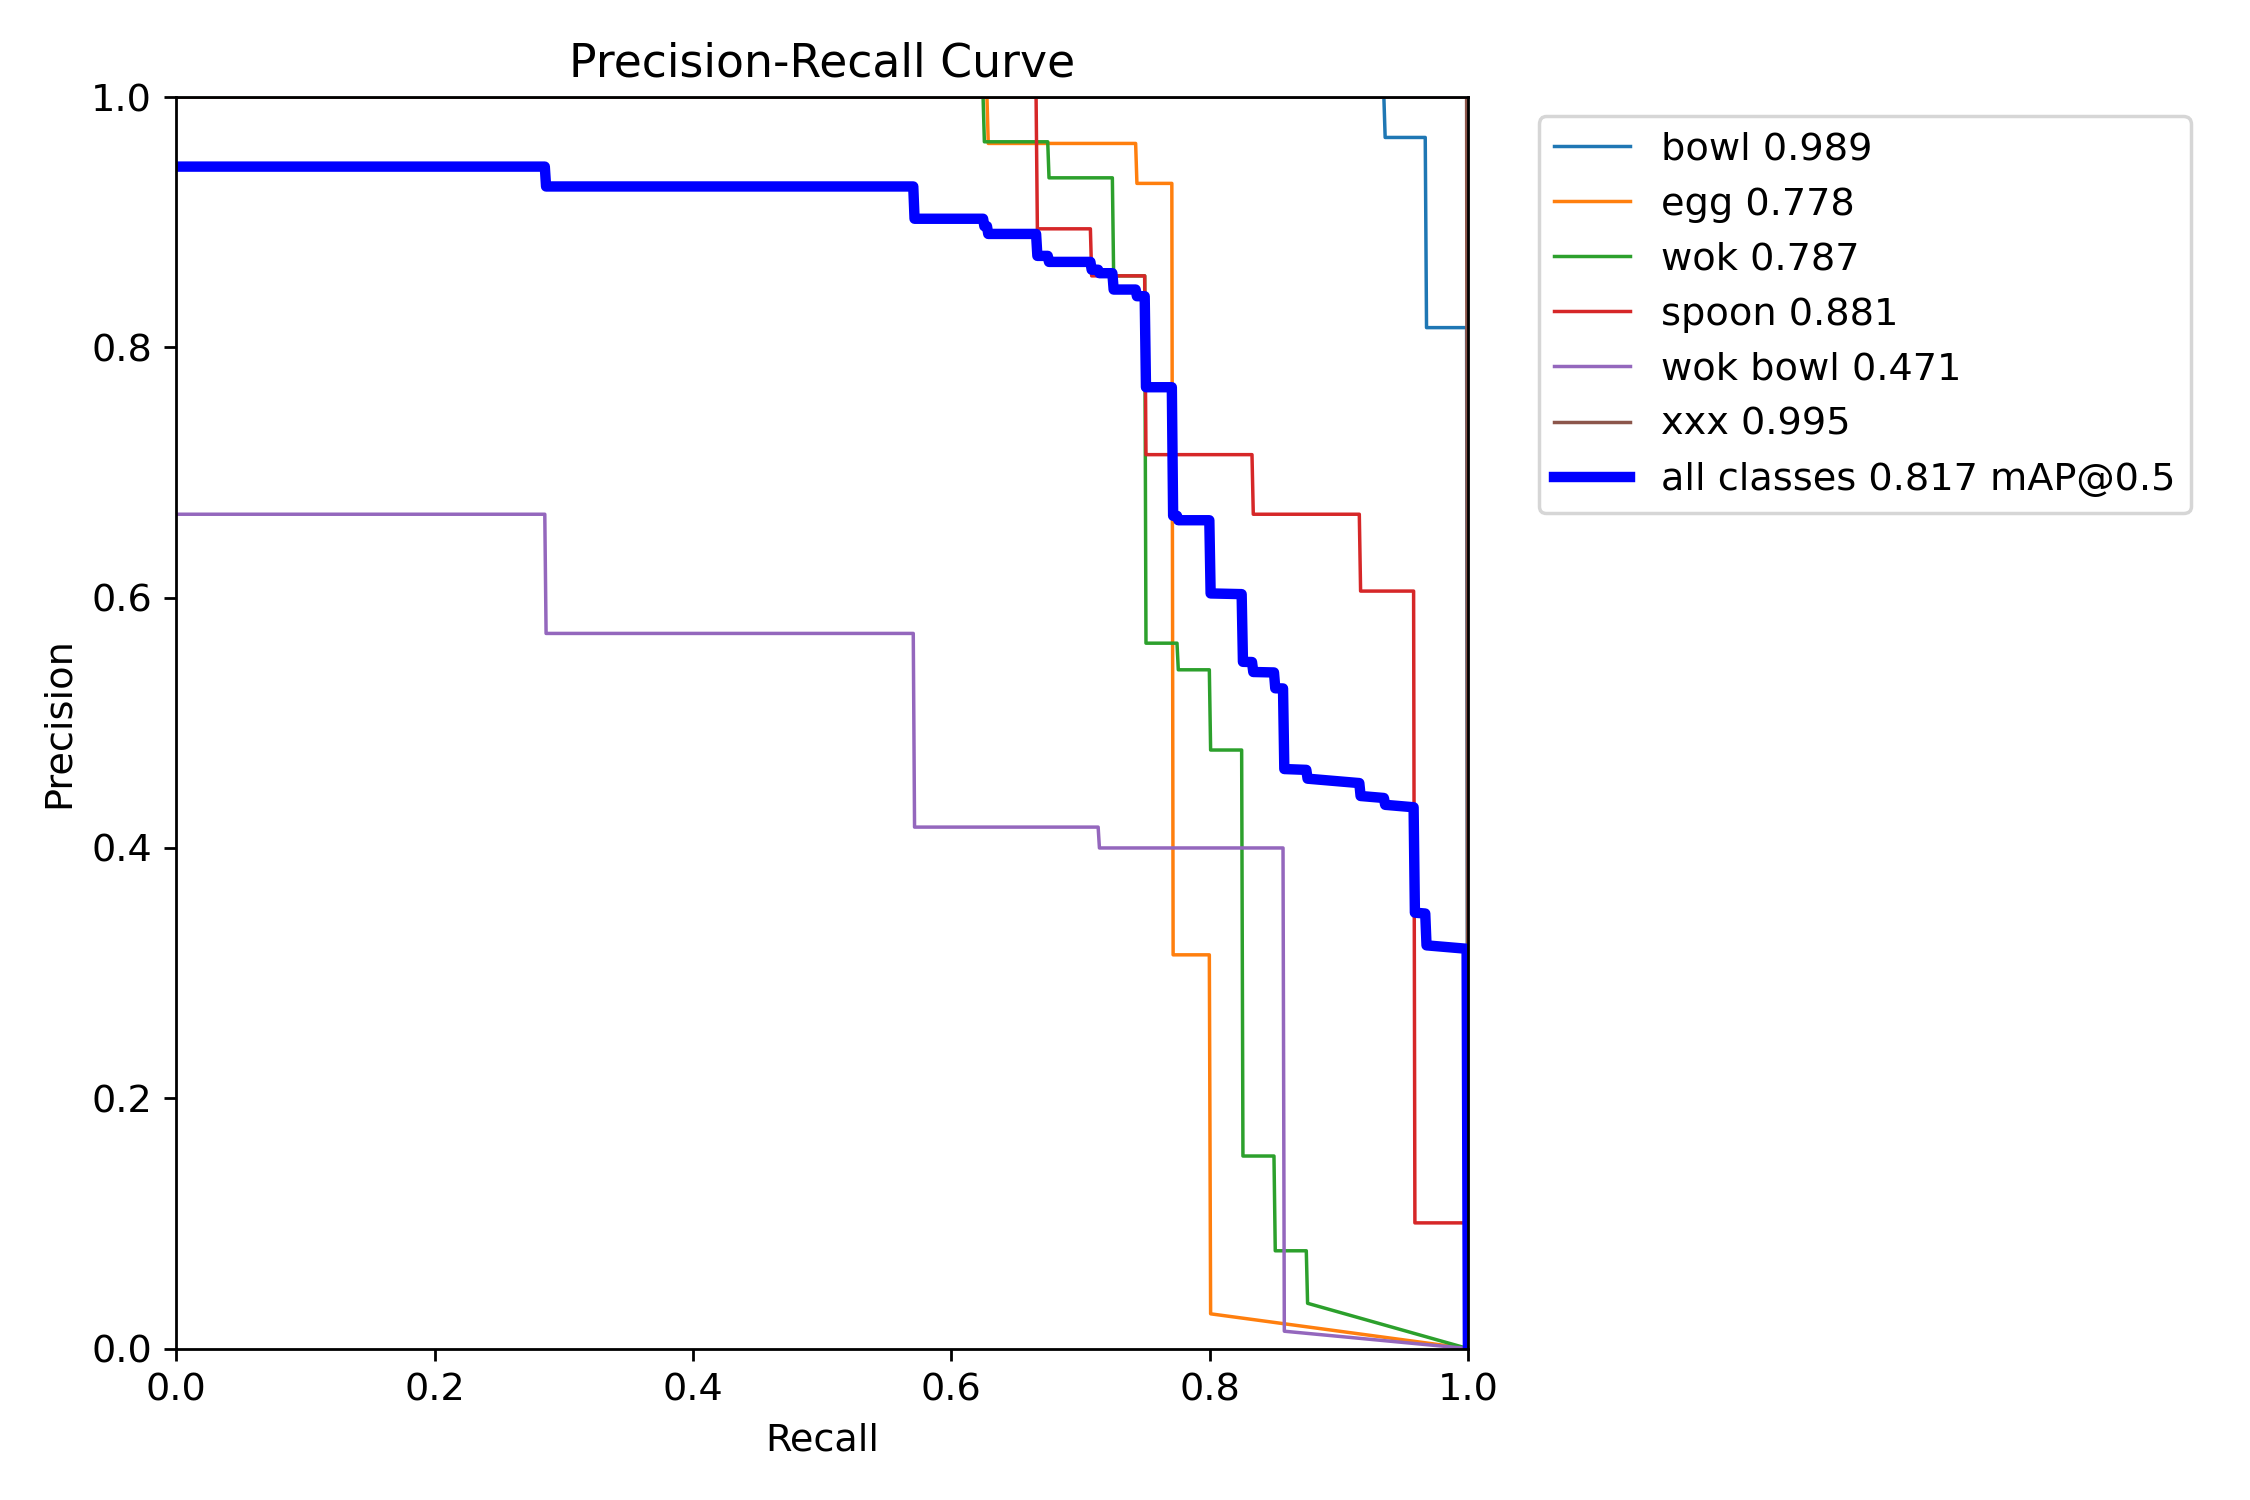 Precision-Recall Curve
1.0
0.8
0.6
0.4
0.2
0.0
0.0 0.2 0.4 0.6 0.8 1.0
Precision
Recall
bowl 0.989
egg 0.778
wok 0.787
spoon 0.881
wok bowl 0.471
xxx 0.995
all classes 0.817 mAP@0.5